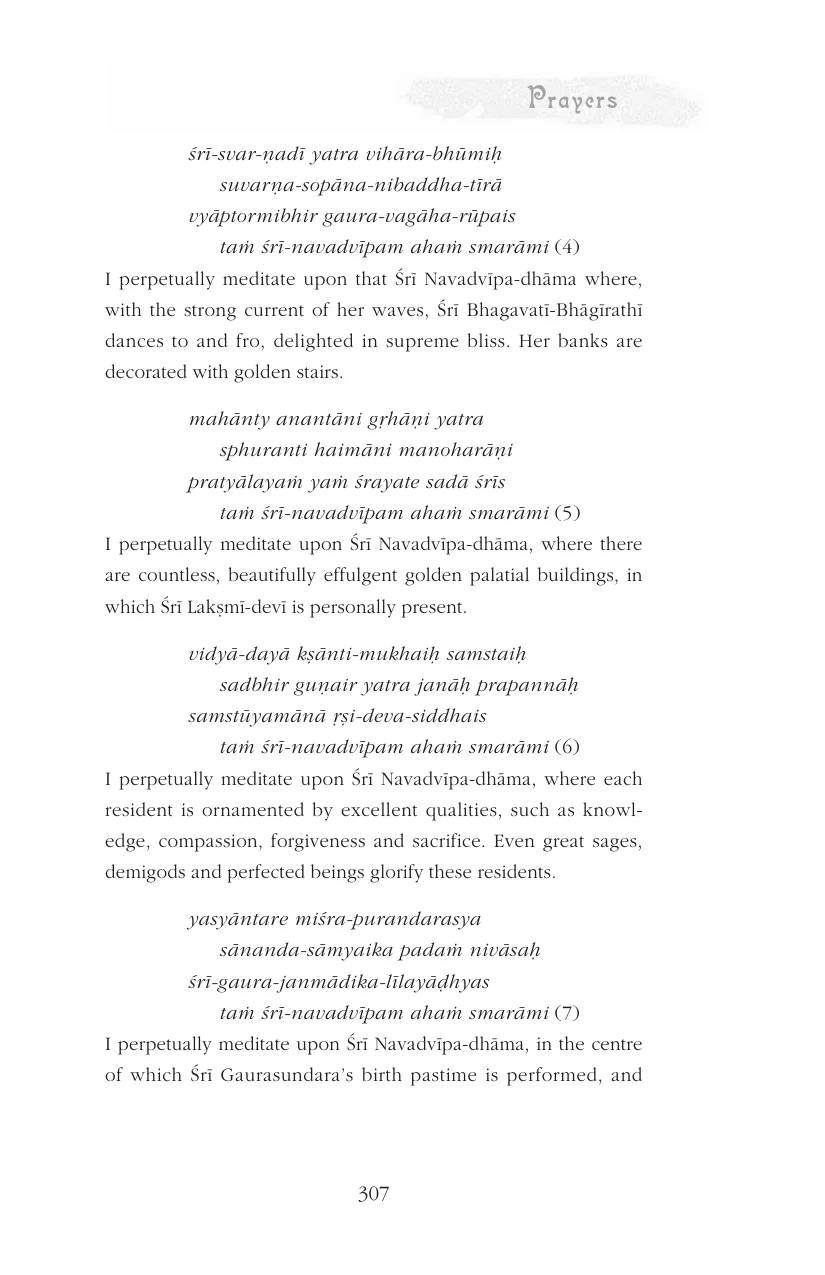 Prayers
śrī-svar-ṇadī yatra vihāra-bhūmiḥ
suvarṇa-sopāna-nibaddha-tīrā
vyāptormibhir gaura-vagāha-rūpais
taṁ śrī-navadvīpam ahaṁ smarāmi (4)
I perpetually meditate upon that Śrī Navadvīpa-dhāma where,
with the strong current of her waves, Śrī Bhagavatī-Bhāgīrathī
dances to and fro, delighted in supreme bliss. Her banks are
decorated with golden stairs.
mahānty anantāni gṛhāṇi yatra
sphuranti haimāni manoharāṇi
pratyālayaṁ yaṁ śrayate sadā śrīs
taṁ śrī-navadvīpam ahaṁ smarāmi (5)
I perpetually meditate upon Śrī Navadvīpa-dhāma, where there
are countless, beautifully effulgent golden palatial buildings, in
which Śrī Lakṣmī-devī is personally present.
vidyā-dayā kṣānti-mukhaiḥ samstaiḥ
sadbhir guṇair yatra janāḥ prapannāḥ
samstūyamānā ṛṣi-deva-siddhais
taṁ śrī-navadvīpam ahaṁ smarāmi (6)
I perpetually meditate upon Śrī Navadvīpa-dhāma, where each
resident is ornamented by excellent qualities, such as knowl-
edge, compassion, forgiveness and sacrifice. Even great sages,
demigods and perfected beings glorify these residents.
yasyāntare miśra-purandarasya
sānanda-sāmyaika padaṁ nivāsaḥ
śrī-gaura-janmādika-līlayāḍhyas
taṁ śrī-navadvīpam ahaṁ smarāmi (7)
I perpetually meditate upon Śrī Navadvīpa-dhāma, in the centre
of which Śrī Gaurasundara's birth pastime is performed, and
307